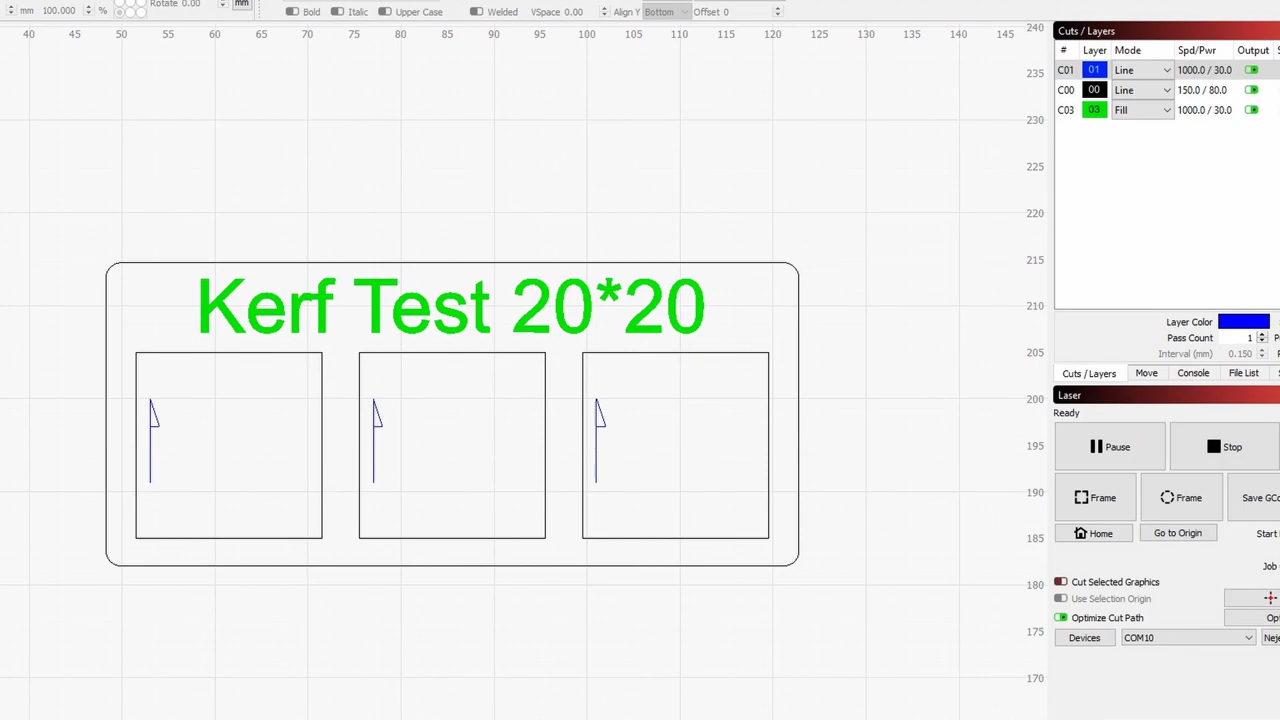 mm 100.000 % Rotate 0.00 mm Bold Italic Upper Case Welded VSpace 0.00 Align Y Bottom Offset 0
40 45 50 55 60 65 70 75 80 85 90 95 100 105 110 115 120 125 130 135 140 145
240
235
230
225
220
215
210
205
200
195
190
185
180
175
170
Kerf Test 20*20
Cuts / Layers
# Layer Mode Spd/Pwr Output
C01 01 Line 1000.0 / 30.0
C00 00 Line 150.0 / 80.0
C03 03 Fill 1000.0 / 30.0
Layer Color
Pass Count 1
Interval (mm) 0.150
Cuts / Layers Move Console File List
Laser
Ready
Pause Stop
Frame Frame Save GCo
Home Go to Origin Start
Job
Cut Selected Graphics
Use Selection Origin
Optimize Cut Path Opt
Devices COM10 Neje